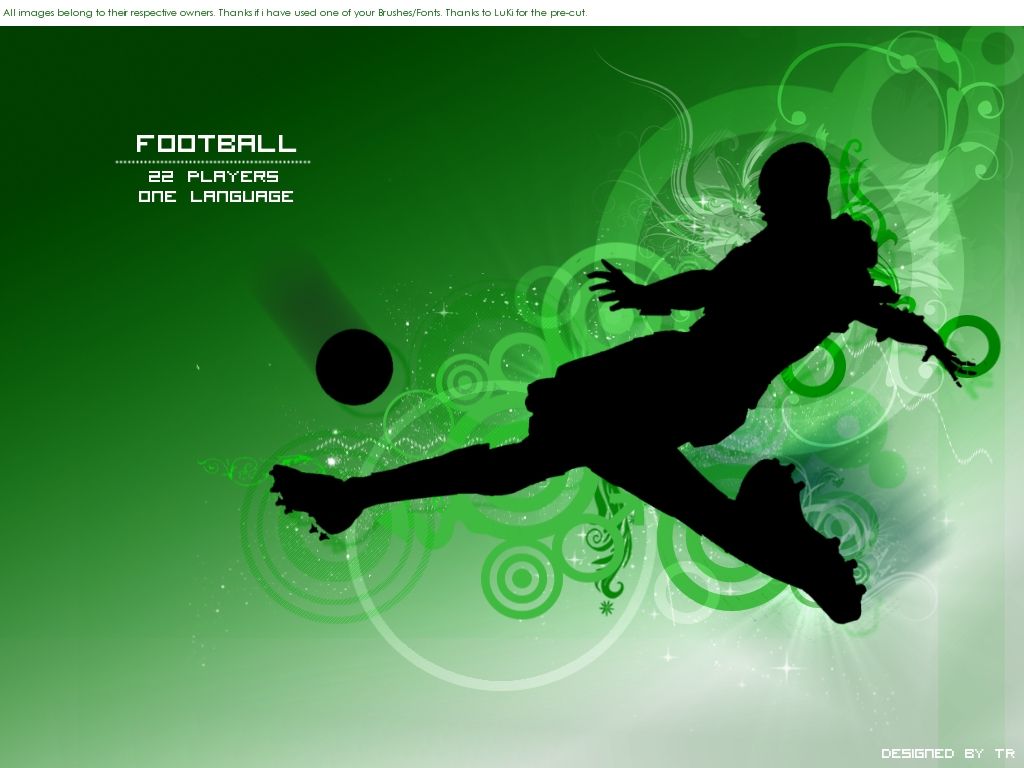 All images belong to their respective owners. Thanks if i have used one of your Brushes/Fonts. Thanks to LuKi for the pre-cut.
FOOTBALL
22 PLAYERS
ONE LANGUAGE
DESIGNED BY TR